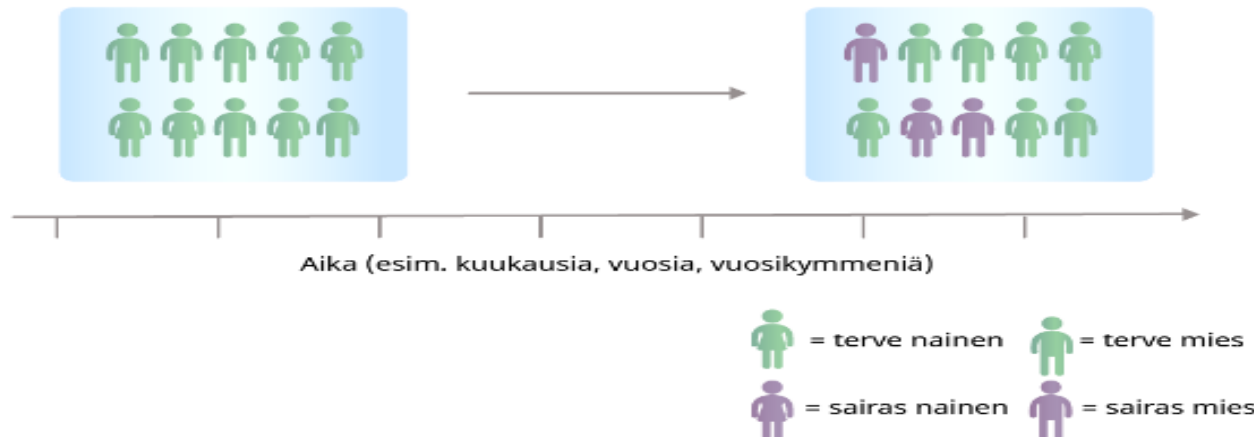 Aika (esim. kuukausia, vuosia, vuosikymmeniä)
= terve nainen = terve mies
= sairas nainen = sairas mies